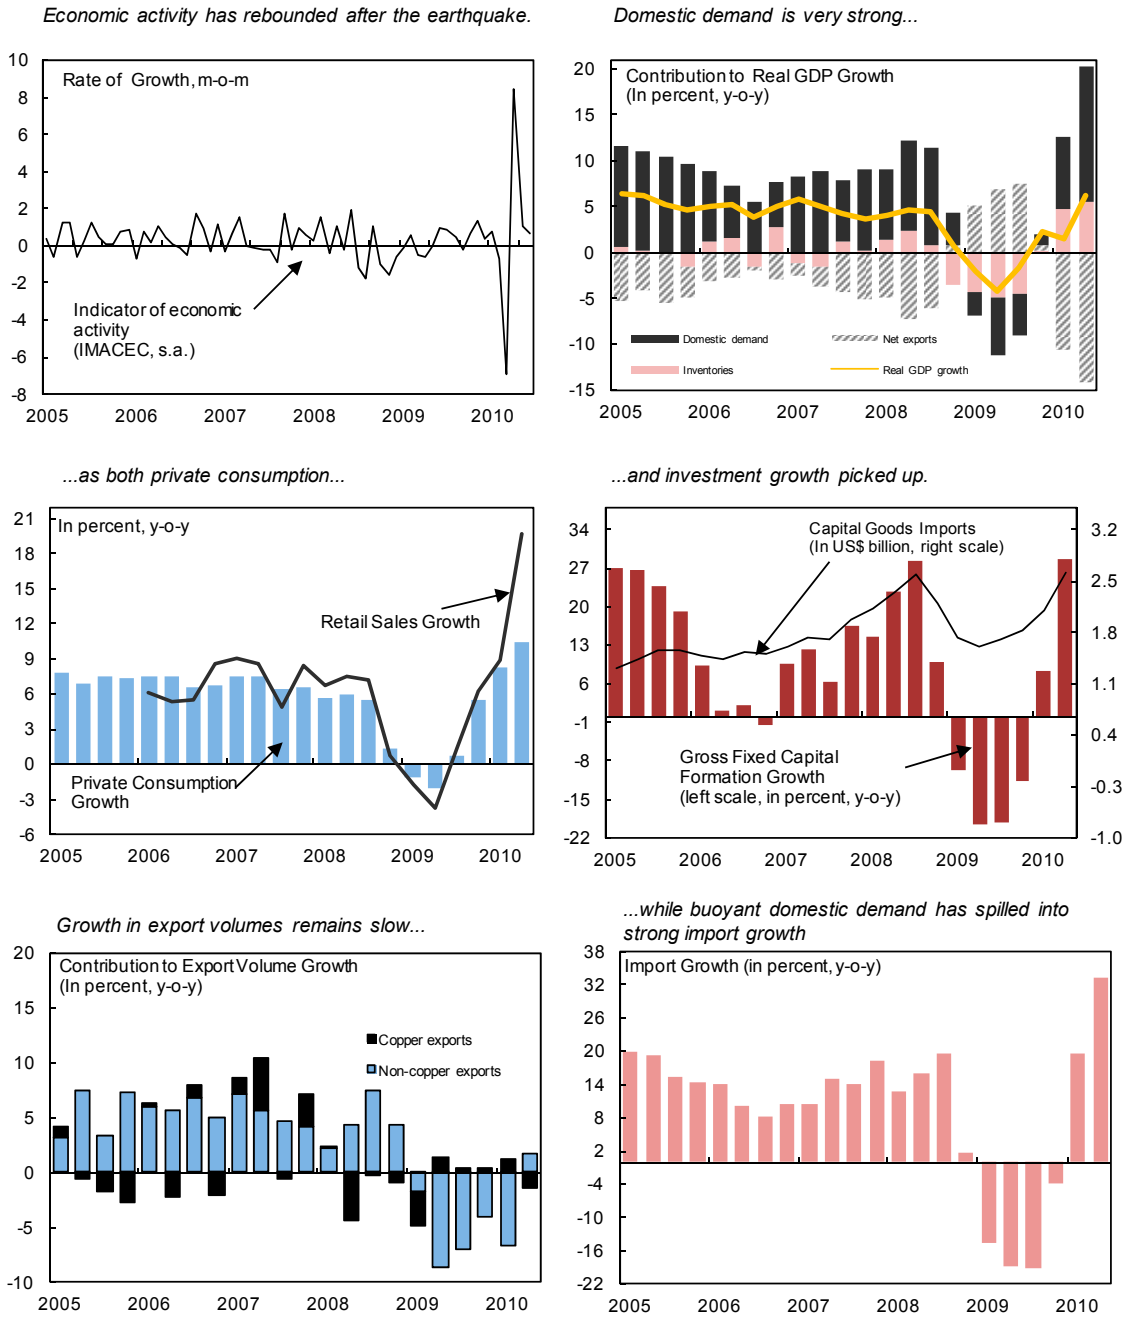 Economic activity has rebounded after the earthquake.
Rate of Growth, m-o-m
10
8
6
4
2
0
-2
-4
-6
-8
Indicator of economic
activity
(IMACEC, s.a.)
2005 2006 2007 2008 2009 2010
Domestic demand is very strong...
Contribution to Real GDP Growth
(In percent, y-o-y)
20
15
10
5
0
-5
-10
-15
Domestic demand
Net exports
Inventories
Real GDP growth
2005 2006 2007 2008 2009 2010
...as both private consumption...
In percent, y-o-y
21
18
15
12
9
6
3
0
-3
-6
Retail Sales Growth
Private Consumption
Growth
2005 2006 2007 2008 2009 2010
...and investment growth picked up.
Capital Goods Imports
(In US$ billion, right scale)
34
27
20
13
6
-1
-8
-15
-22
3.2
2.5
1.8
1.1
0.4
-0.3
-1.0
Gross Fixed Capital
Formation Growth
(left scale, in percent, y-o-y)
2005 2006 2007 2008 2009 2010
Growth in export volumes remains slow...
Contribution to Export Volume Growth
(In percent, y-o-y)
20
15
10
5
0
-5
-10
Copper exports
Non-copper exports
2005 2006 2007 2008 2009 2010
...while buoyant domestic demand has spilled into
strong import growth
Import Growth (in percent, y-o-y)
38
32
26
20
14
8
2
-4
-10
-16
-22
2005 2006 2007 2008 2009 2010